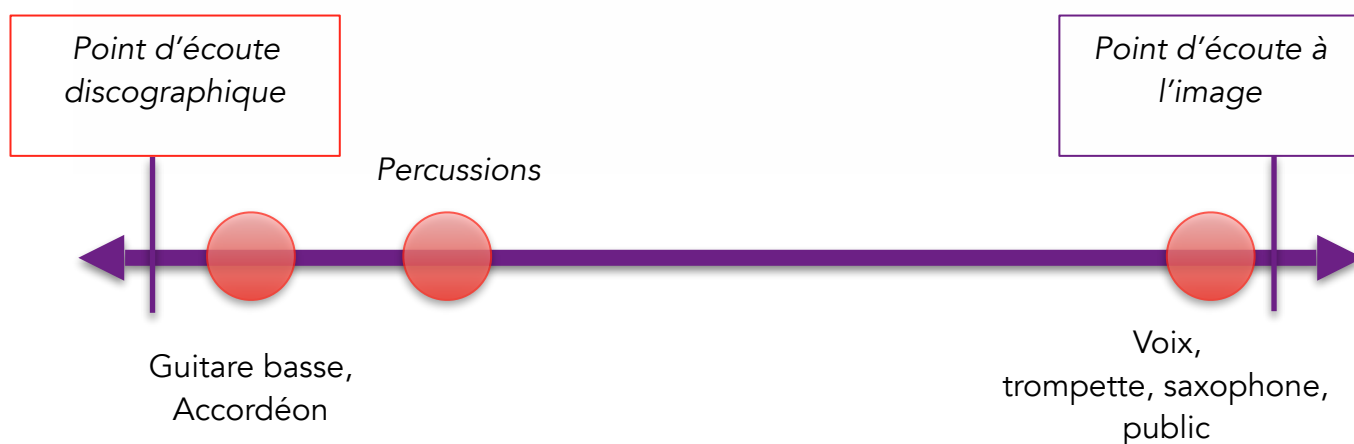 Point d’écoute
discographique
Point d’écoute à
l’image
Percussions
Guitare basse,
Accordéon
Voix,
trompette, saxophone,
public